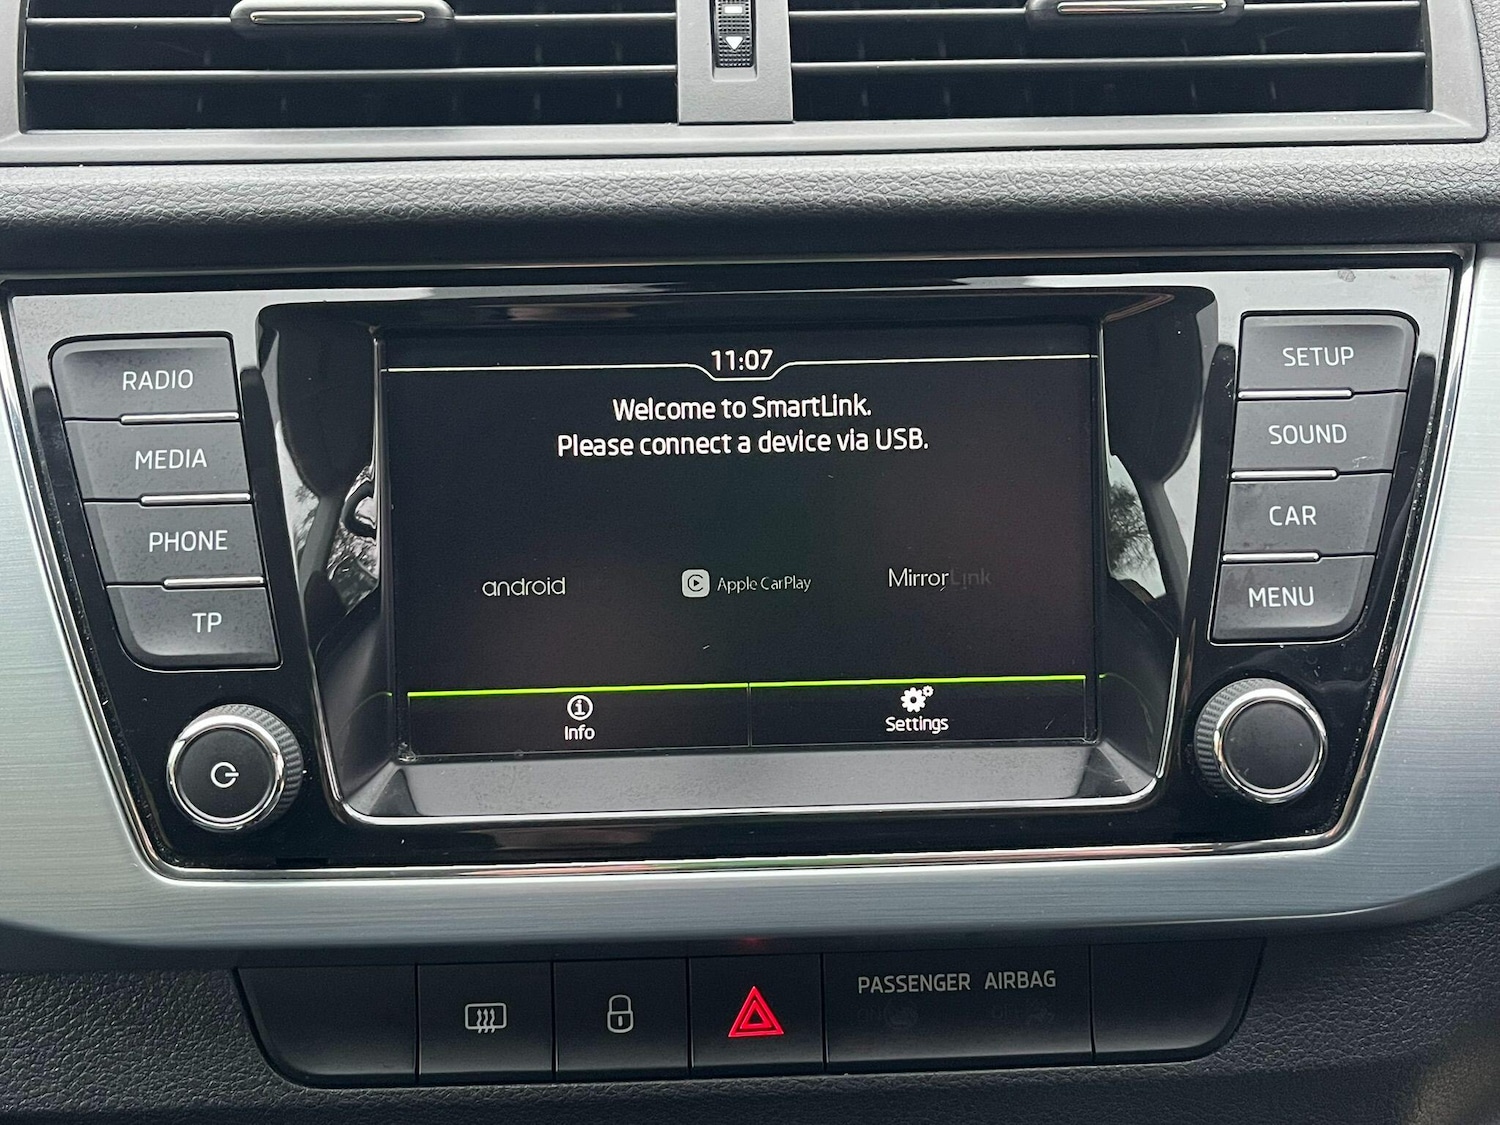 11:07
Welcome to SmartLink.
Please connect a device via USB.
android
Apple CarPlay
MirrorLink
Info
Settings
RADIO
MEDIA
PHONE
TP
SETUP
SOUND
CAR
MENU
PASSENGER AIRBAG